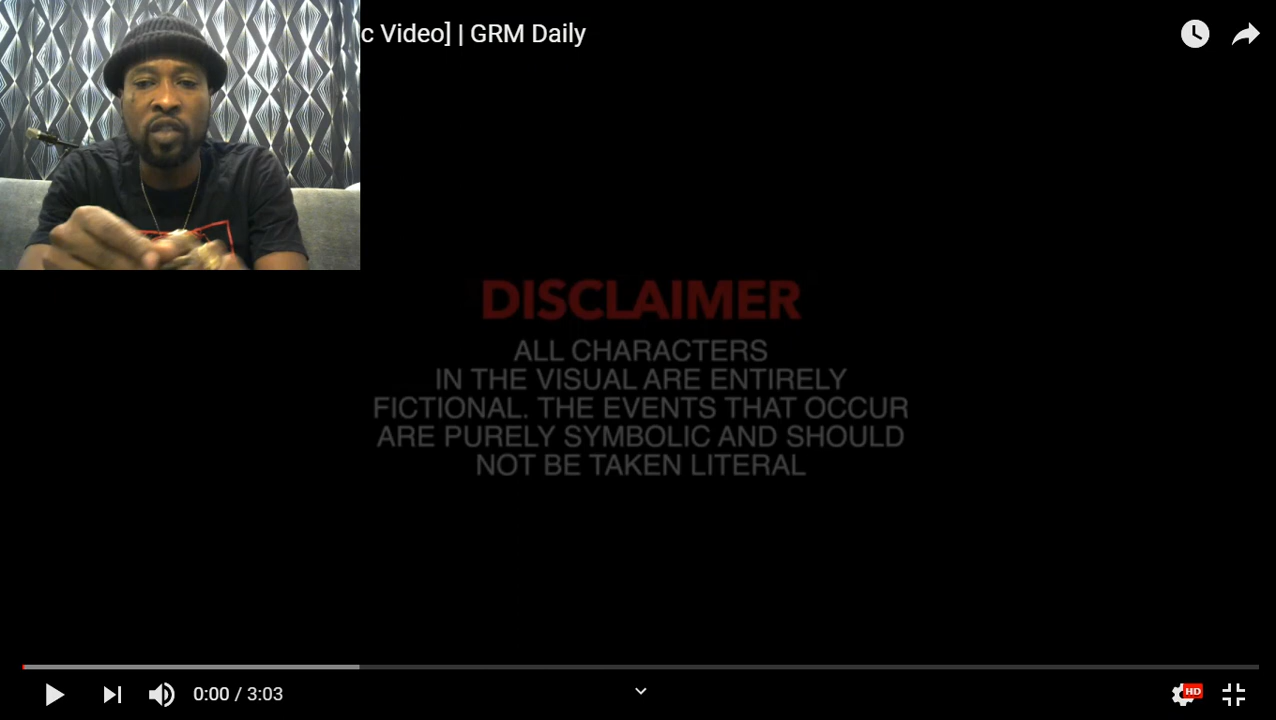 c Video] | GRM Daily
DISCLAIMER
ALL CHARACTERS
IN THE VISUAL ARE ENTIRELY
FICTIONAL. THE EVENTS THAT OCCUR
ARE PURELY SYMBOLIC AND SHOULD
NOT BE TAKEN LITERAL
0:00 / 3:03
HD